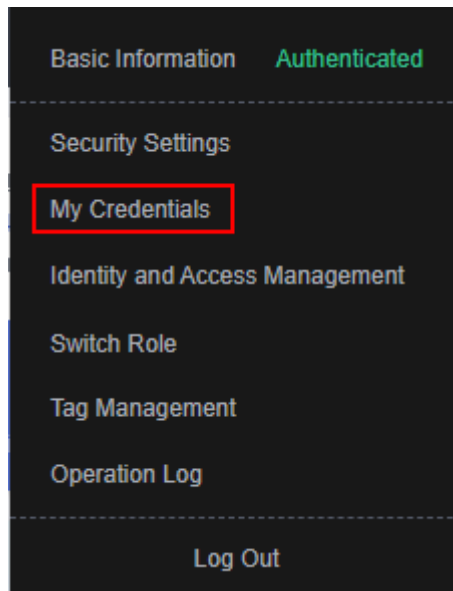 Basic Information Authenticated
Security Settings
My Credentials
Identity and Access Management
Switch Role
Tag Management
Operation Log
Log Out